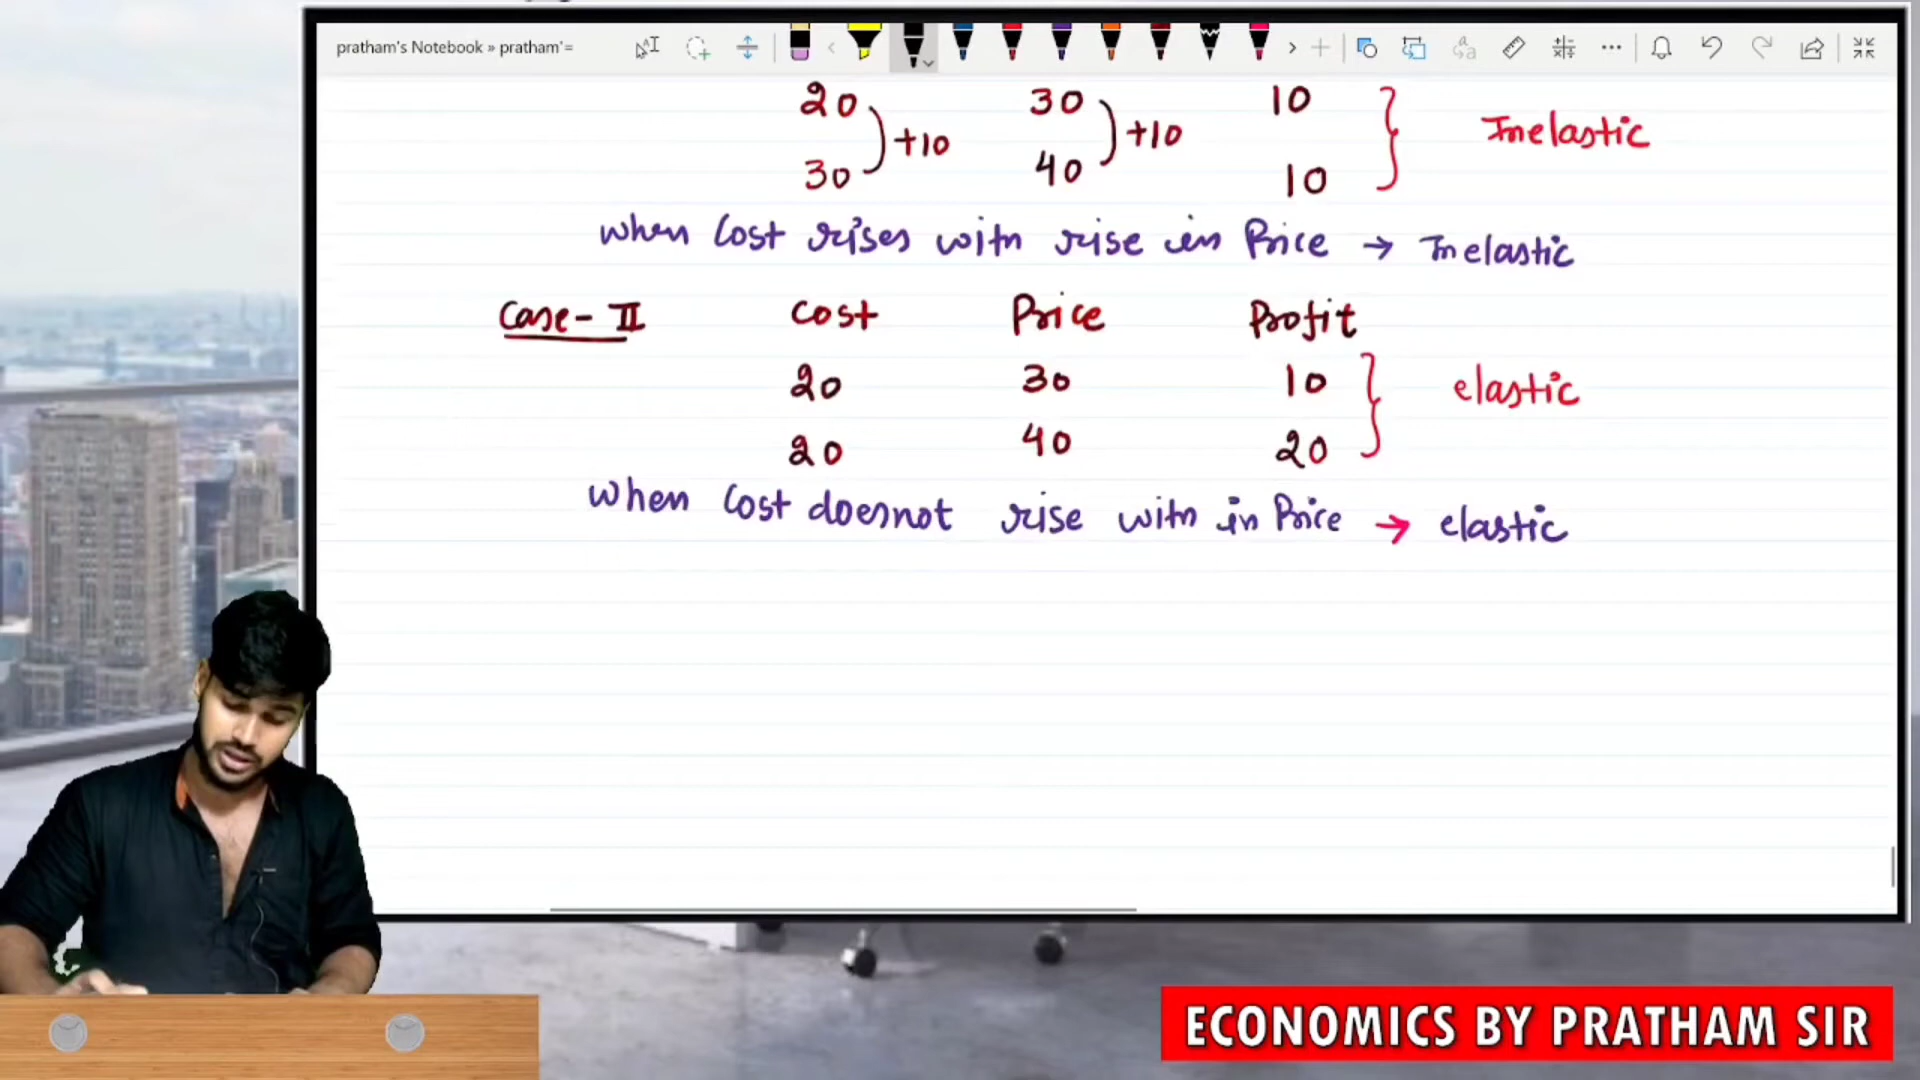 pratham's Notebook » pratham'=
20 30 10
+10 +10 Inelastic
30 40 10
when Cost rises with rise in Price → Inelastic
Case-II Cost Price Profit
20 30 10 elastic
20 40 20
when Cost doesnot rise with in Price → elastic
ECONOMICS BY PRATHAM SIR